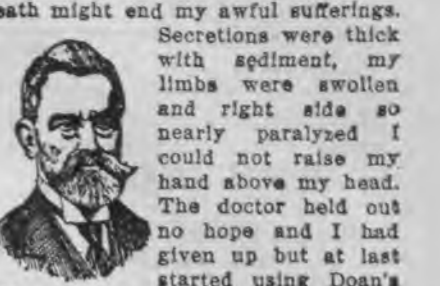 eath might end my awful sufferings.
Secretions were thick
with sediment, my
limbs were swollen
and right side so
nearly paralyzed I
could not raise my
hand above my head.
The doctor held out
no hope and I had
given up but at last
started using Doan's